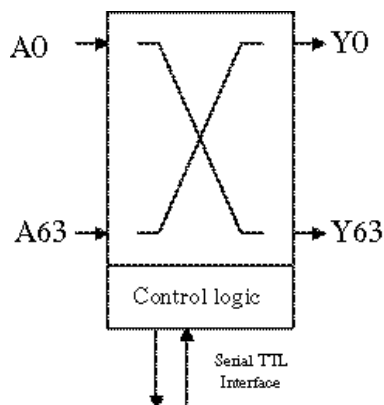 A0
Y0
A63
Y63
Control logic
Serial TTL
Interface